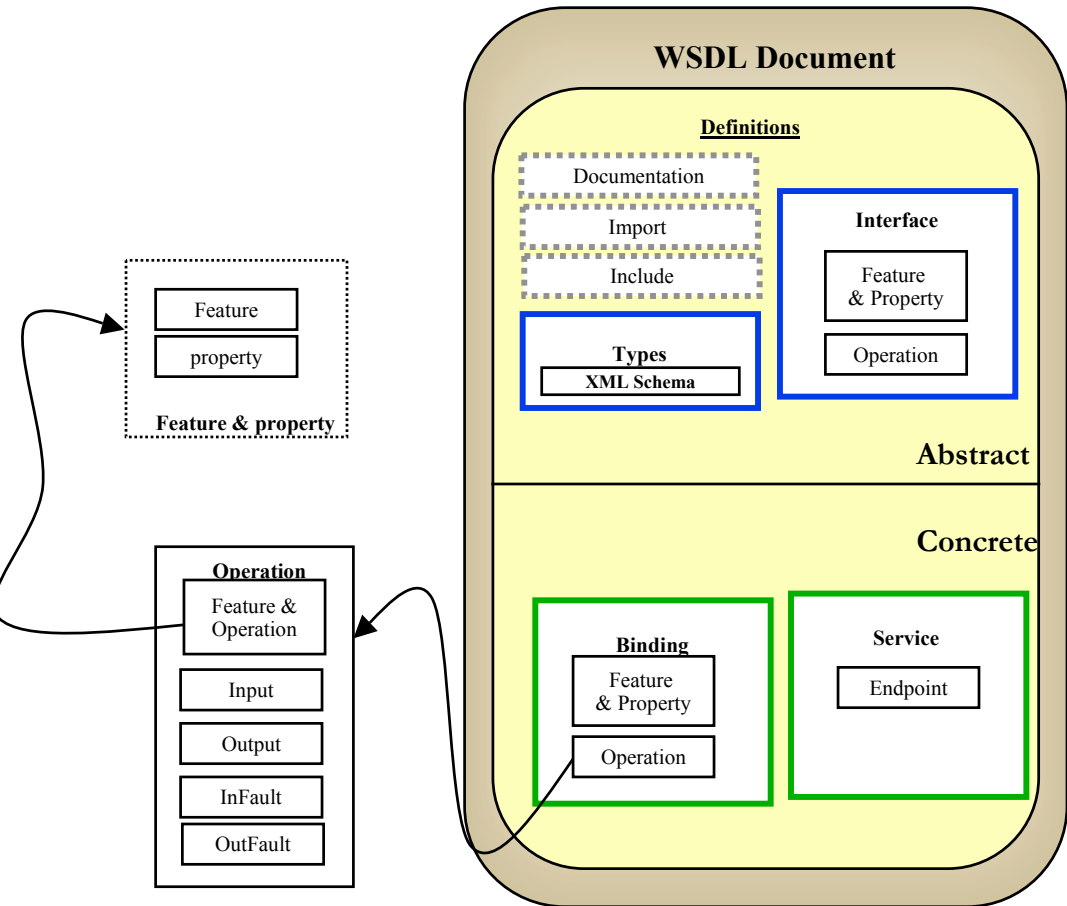 WSDL Document
Definitions
Documentation
Import
Include
Types
XML Schema
Interface
Feature
& Property
Operation
Abstract
Concrete
Binding
Feature
& Property
Operation
Service
Endpoint
Feature
property
Feature & property
Operation
Feature &
Operation
Input
Output
InFault
OutFault